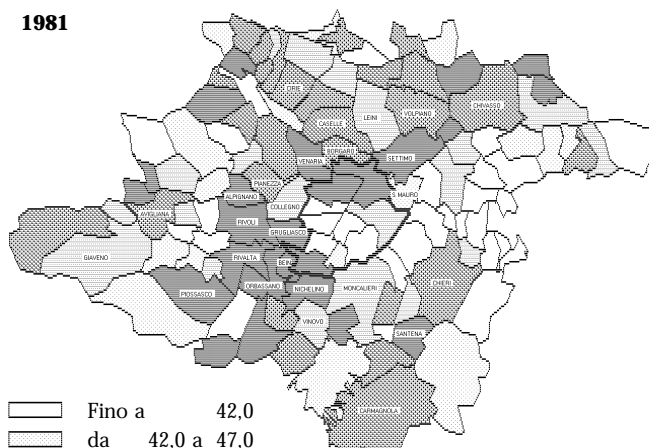 1981
CIRIE
CASELLE
LEINI
VOLPIANO
CHIVASSO
BORGARO
VENARIA
SETTIMO
PIANEZZA
ALPIGNANO
COLLEGNO
S. MAURO
AVIGLIANA
RIVOLI
GRUGLIASCO
GIAVENO
RIVALTA
BEIN
CHIERI
PIOSSASCO
ORBASSANO
NICHELINO
MONCALIERI
VINOVO
SANTENA
CARMAGNOLA
Fino a 42,0
da 42,0 a 47,0